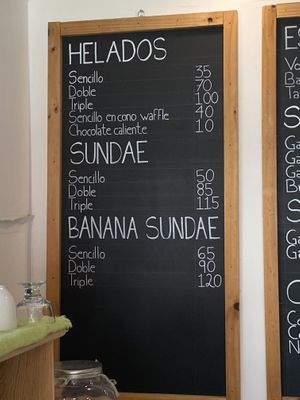 HELADOS
Sencillo 35
Doble 70
Triple 100
Sencillo en cono waffle 40
Chocolate caliente 10
SUNDAE
Sencillo 50
Doble 85
Triple 115
BANANA SUNDAE
Sencillo 65
Doble 90
Triple 120